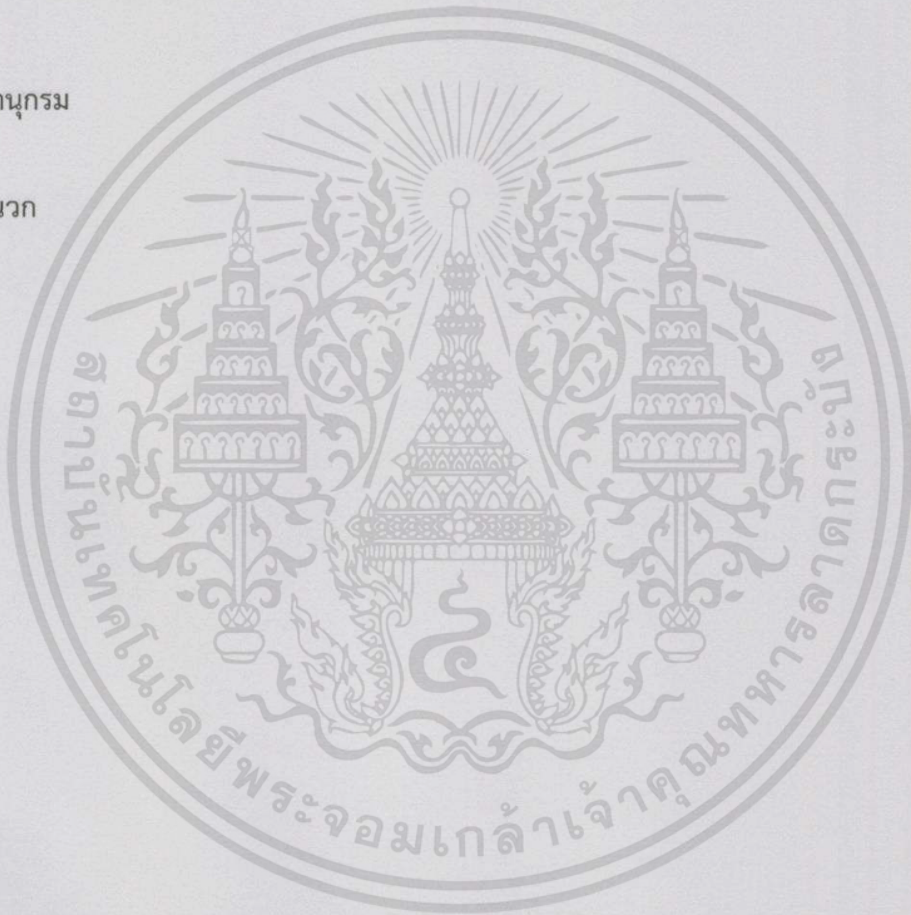 านุกรม
นวก
สถาบันเทคโนโลยีพระจอมเกล้าเจ้าคุณทหารลาดกระบัง
๔